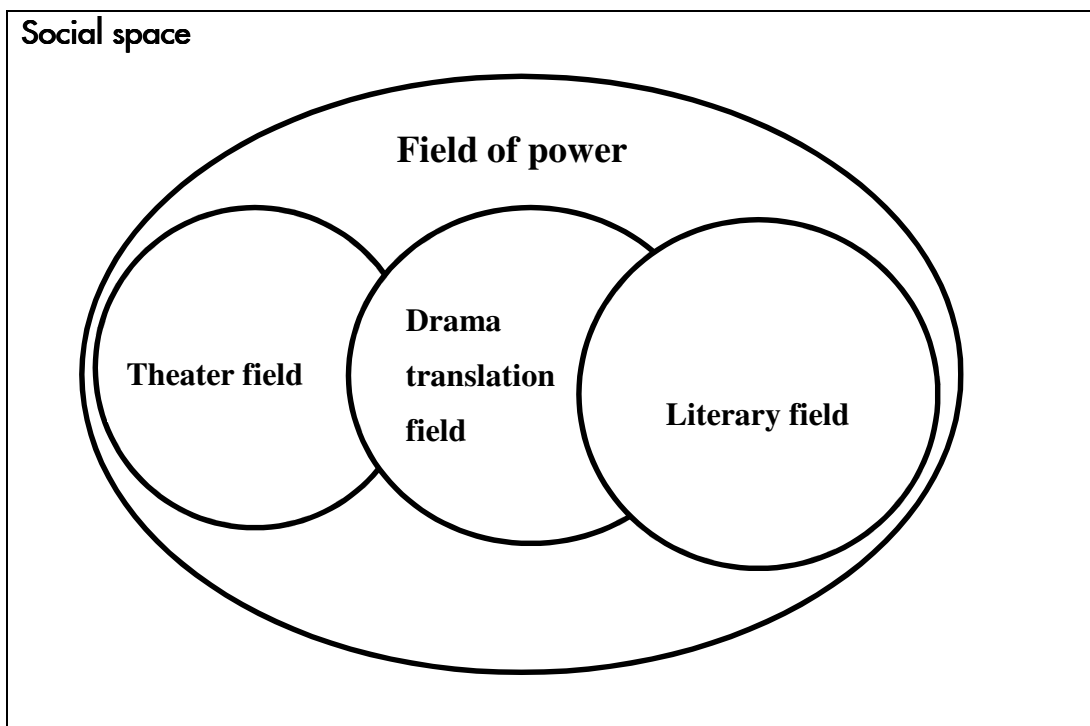 Social space
Field of power
Theater field
Drama
translation
field
Literary field